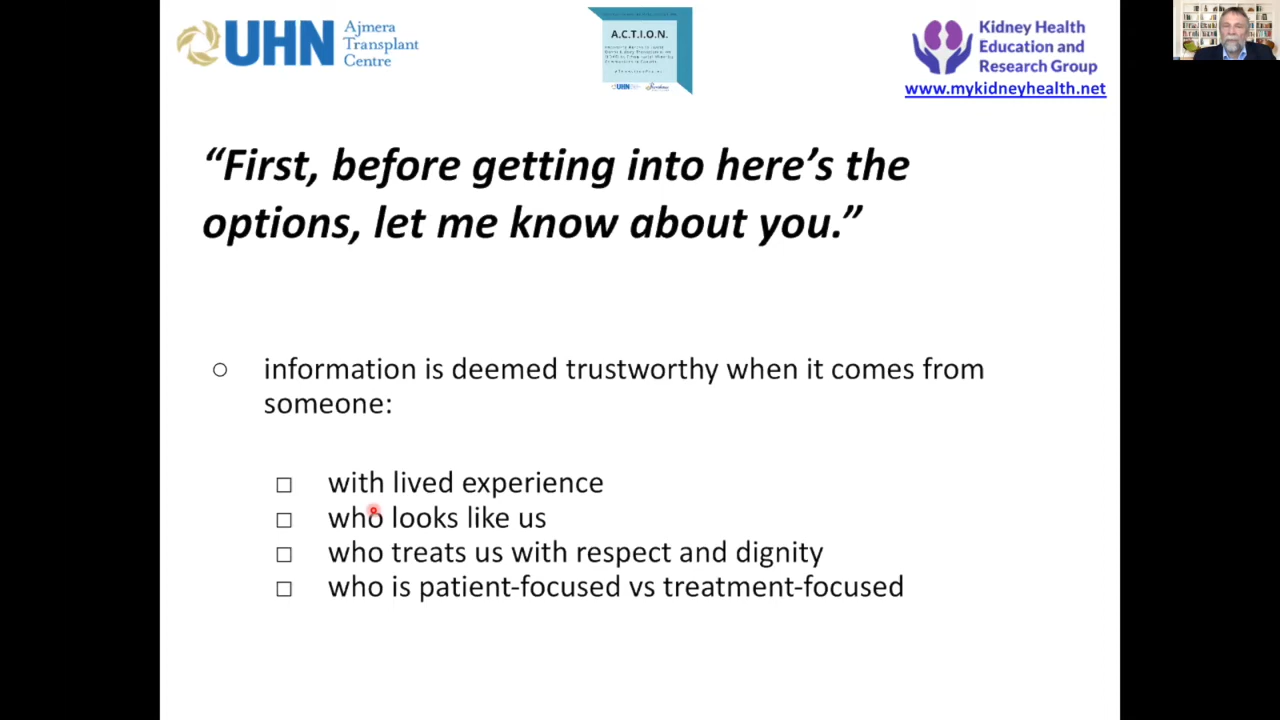 UHN
Ajmera
Transplant
Centre
A.C.T.I.O.N.
UHN
Kidney Health
Education and
Research Group
www.mykidneyhealth.net
“First, before getting into here’s the
options, let me know about you.”
○ information is deemed trustworthy when it comes from
someone:
□ with lived experience
□ who looks like us
□ who treats us with respect and dignity
□ who is patient-focused vs treatment-focused